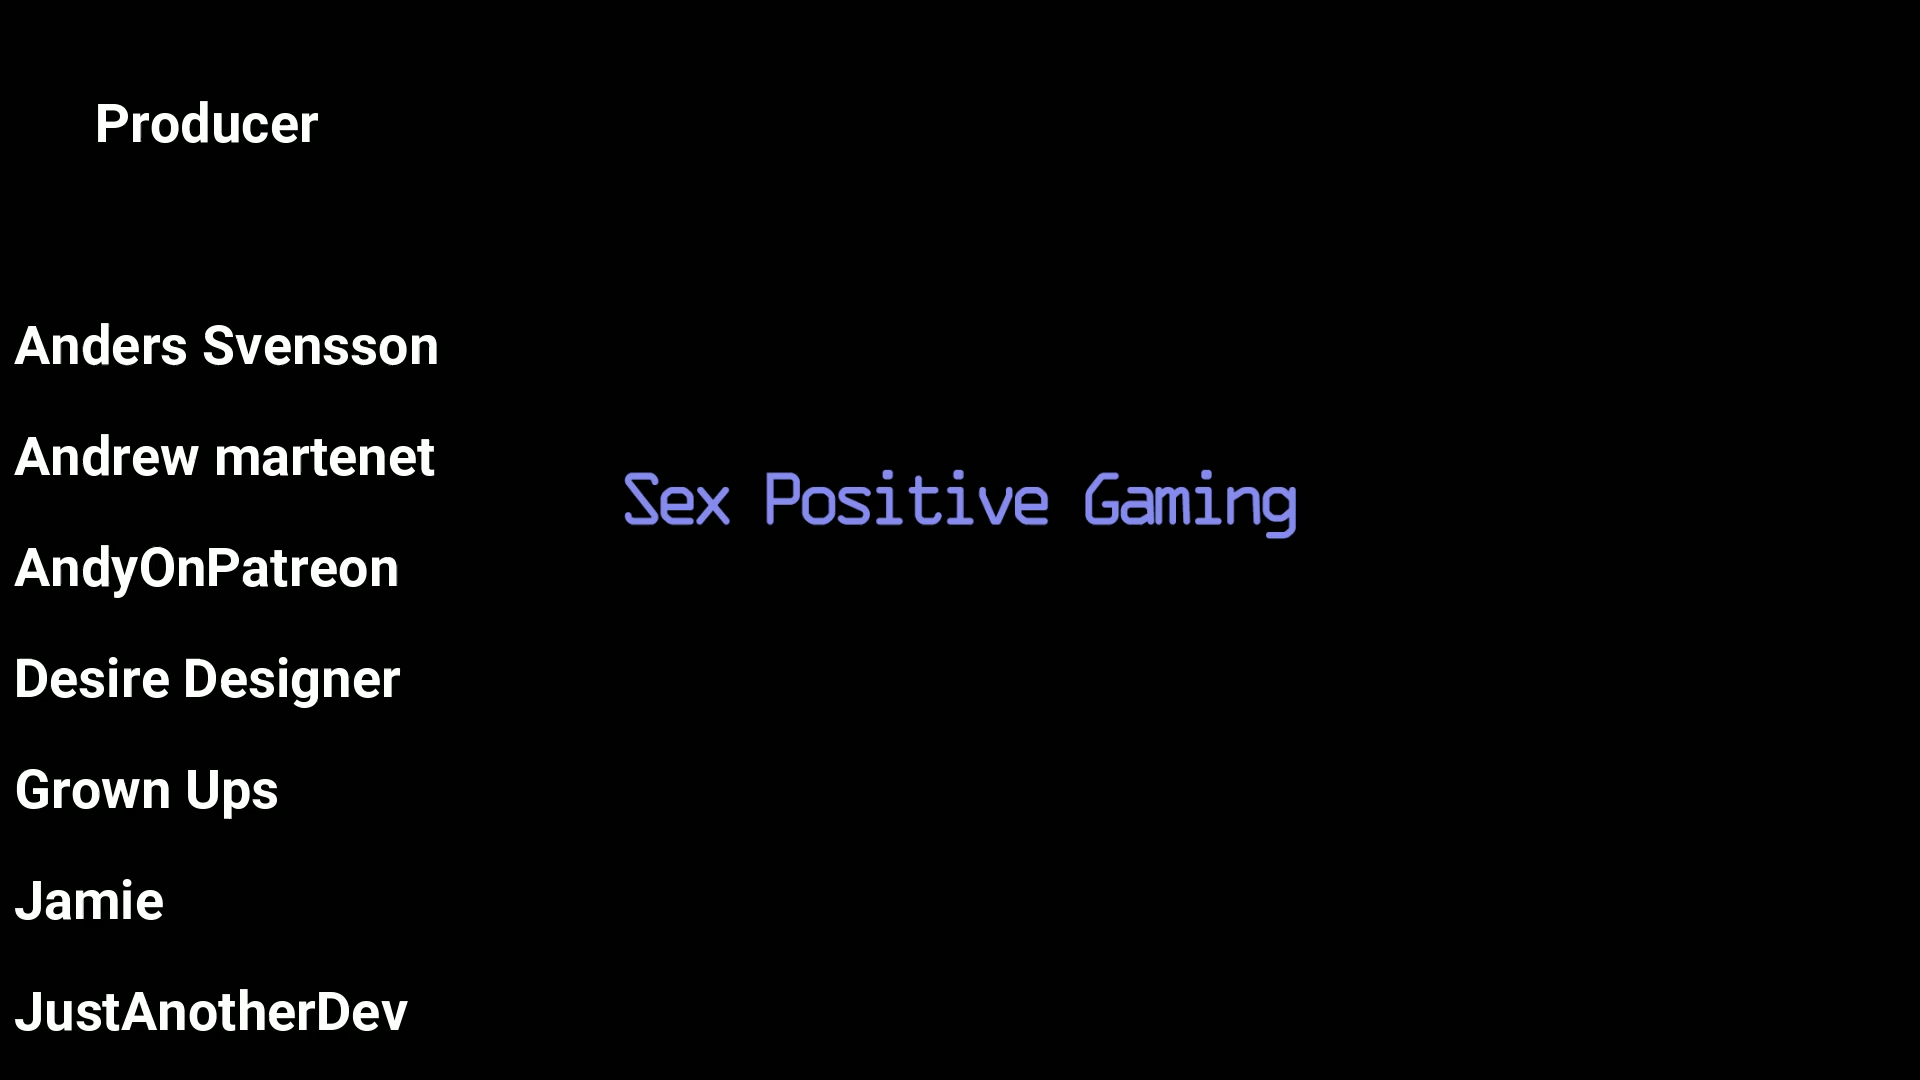 Producer
Anders Svensson
Andrew martenet
AndyOnPatreon
Desire Designer
Grown Ups
Jamie
JustAnotherDev
Sex Positive Gaming